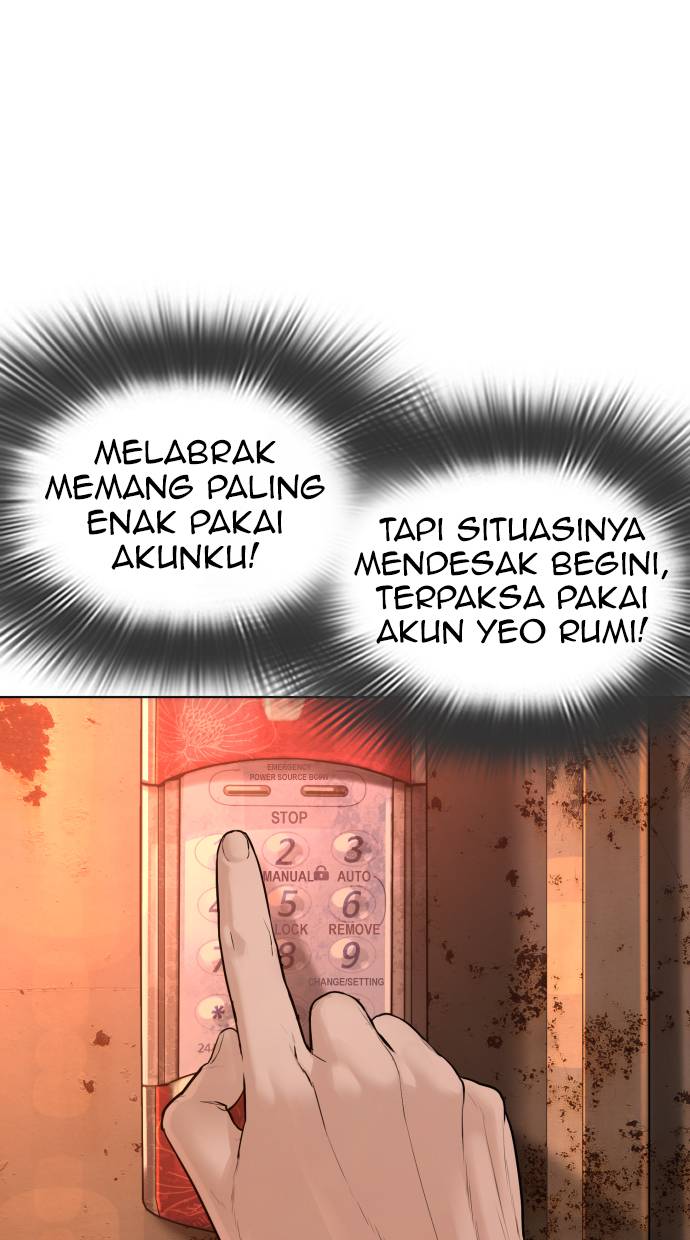 MELABRAK
MEMANG PALING
ENAK PAKAI
AKUNKU!
TAPI SITUASINYA
MENDESAK BEGINI,
TERPAKSA PAKAI
AKUN YEO RUMI!
EMERGENCY
POWER SOURCE
STOP
2 3
MANUAL AUTO
5 6
LOCK REMOVE
8 9
CHANGE/SETTING
*